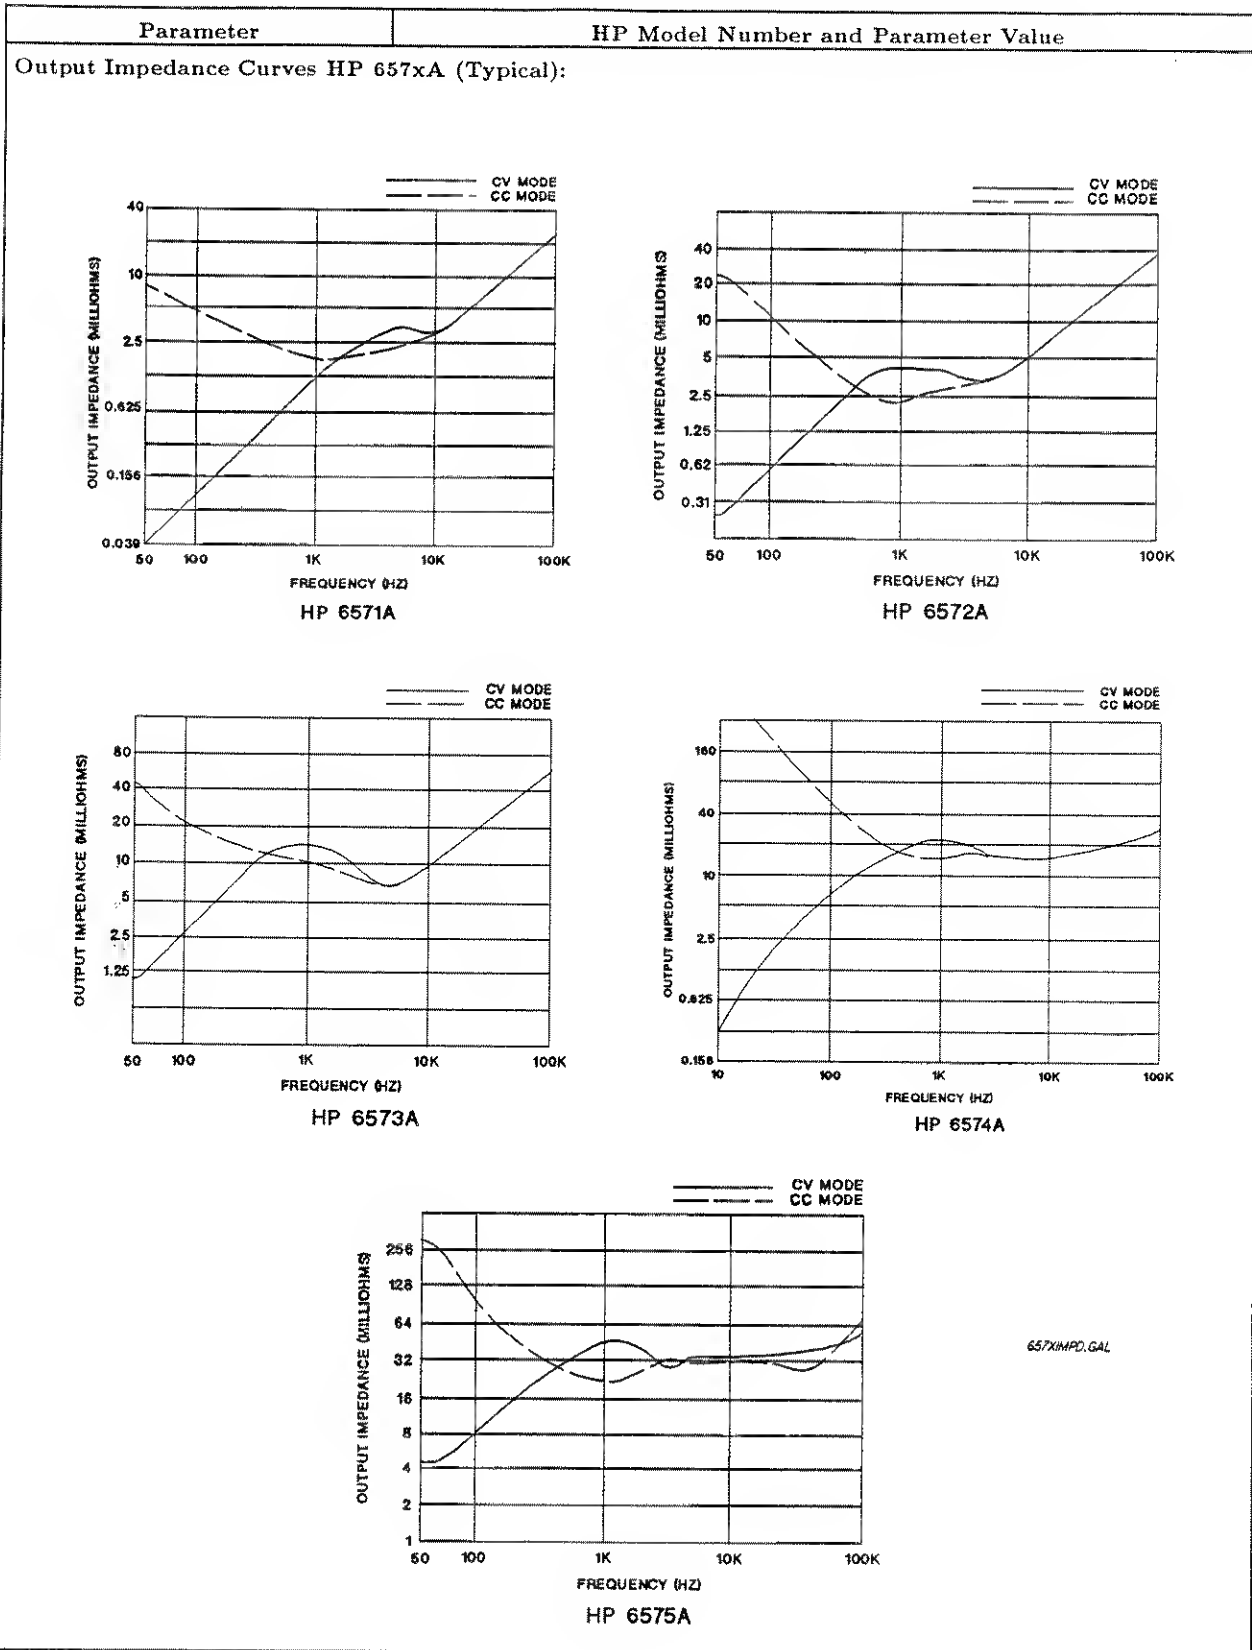 Parameter
HP Model Number and Parameter Value
Output Impedance Curves HP 657xA (Typical):
CV MODE
CC MODE
OUTPUT IMPEDANCE (MILLIOHMS)
40
10
2.5
0.625
0.156
0.039
50 100 1K 10K 100K
FREQUENCY (HZ)
HP 6571A
CV MODE
CC MODE
OUTPUT IMPEDANCE (MILLIOHMS)
40
20
10
5
2.5
1.25
0.62
0.31
50 100 1K 10K 100K
FREQUENCY (HZ)
HP 6572A
CV MODE
CC MODE
OUTPUT IMPEDANCE (MILLIOHMS)
80
40
20
10
5
2.5
1.25
50 100 1K 10K 100K
FREQUENCY (HZ)
HP 6573A
CV MODE
CC MODE
OUTPUT IMPEDANCE (MILLIOHMS)
160
40
10
2.5
0.625
0.156
10 100 1K 10K 100K
FREQUENCY (HZ)
HP 6574A
CV MODE
CC MODE
OUTPUT IMPEDANCE (MILLIOHMS)
256
128
64
32
16
8
4
2
1
50 100 1K 10K 100K
FREQUENCY (HZ)
HP 6575A
657XIMPD.GAL